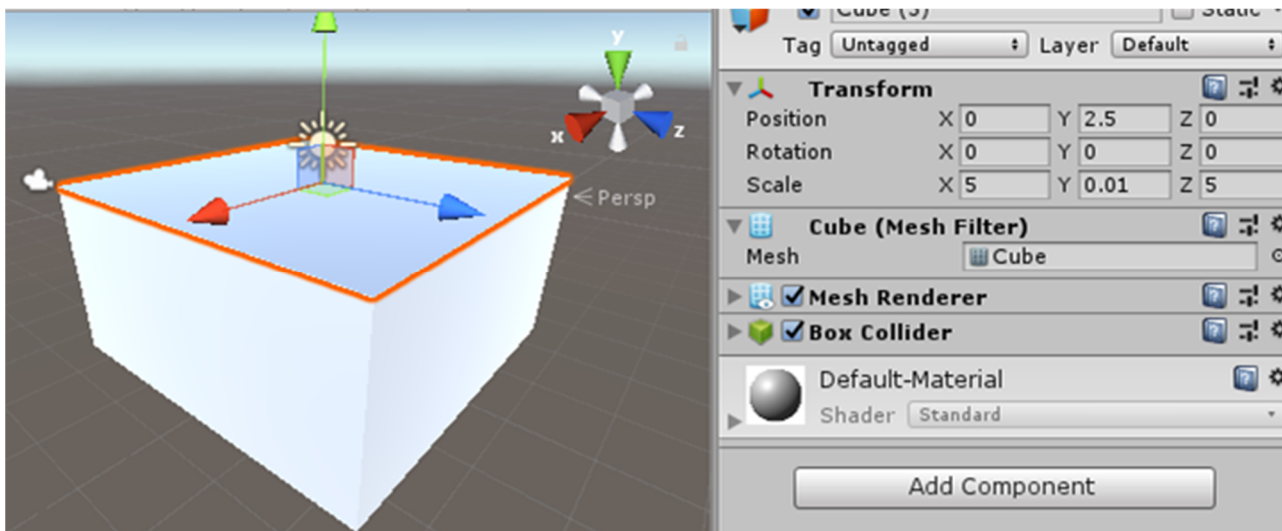 Cube (5) Static
Tag Untagged Layer Default
Transform
Position X 0 Y 2.5 Z 0
Rotation X 0 Y 0 Z 0
Scale X 5 Y 0.01 Z 5
Cube (Mesh Filter)
Mesh Cube
Mesh Renderer
Box Collider
Default-Material
Shader Standard
Add Component
y
x
z
Persp